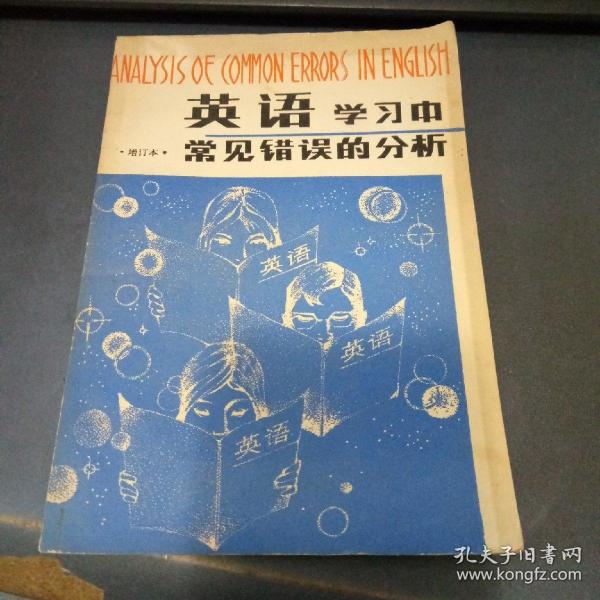 ANALYSIS OF COMMON ERRORS IN ENGLISH
英语 学习中
·增订本· 常见错误的分析
英语
英语
英语
孔夫子旧书网
www.kongfz.com